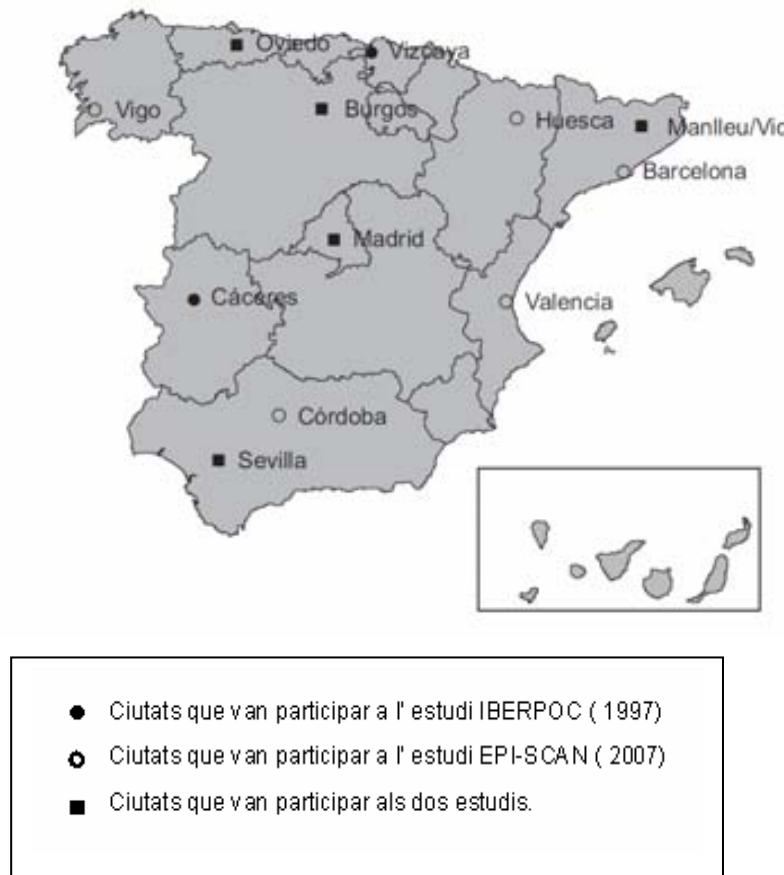 Oviedo
Vizcaya
Vigo
Burgos
Huesca
Manlleu/Vic
Barcelona
Madrid
Cáceres
Valencia
Córdoba
Sevilla
Ciutats que van participar a l' estudi IBERPOC ( 1997)
Ciutats que van participar a l' estudi EPI-SCAN ( 2007)
Ciutats que van participar als dos estudis.